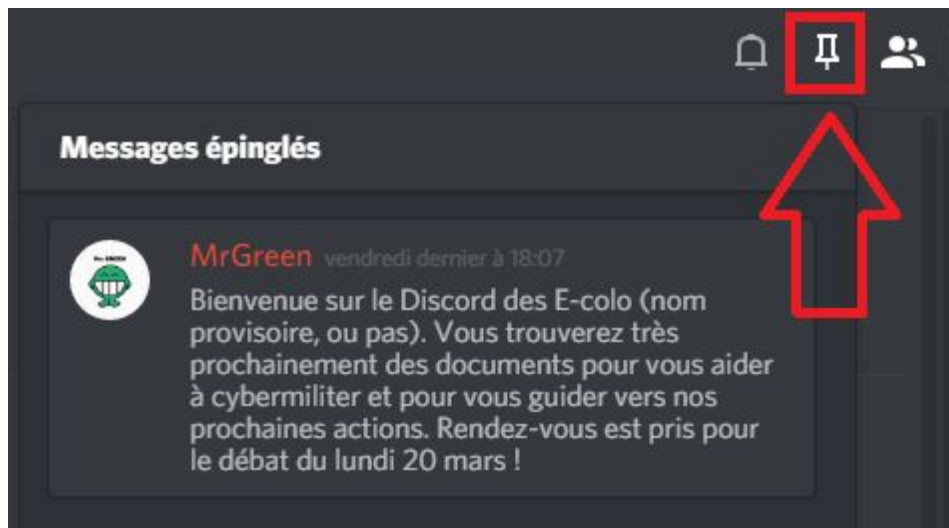 Messages épinglés
MrGreen vendredi dernier à 18:07
Bienvenue sur le Discord des E-colo (nom
provisoire, ou pas). Vous trouverez très
prochainement des documents pour vous aider
à cybermiliter et pour vous guider vers nos
prochaines actions. Rendez-vous est pris pour
le débat du lundi 20 mars !